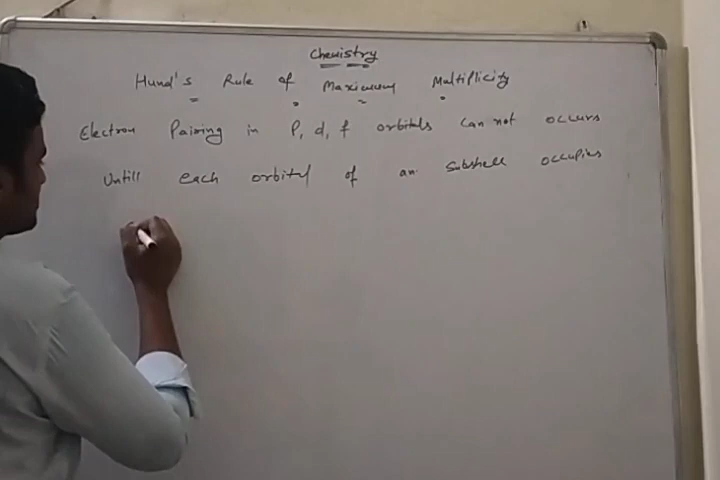 Chemistry
Hund's Rule of Maximum Multiplicity
Electron Pairing in P, d, f orbitals can not occurs
Untill each orbital of an subshell occupies